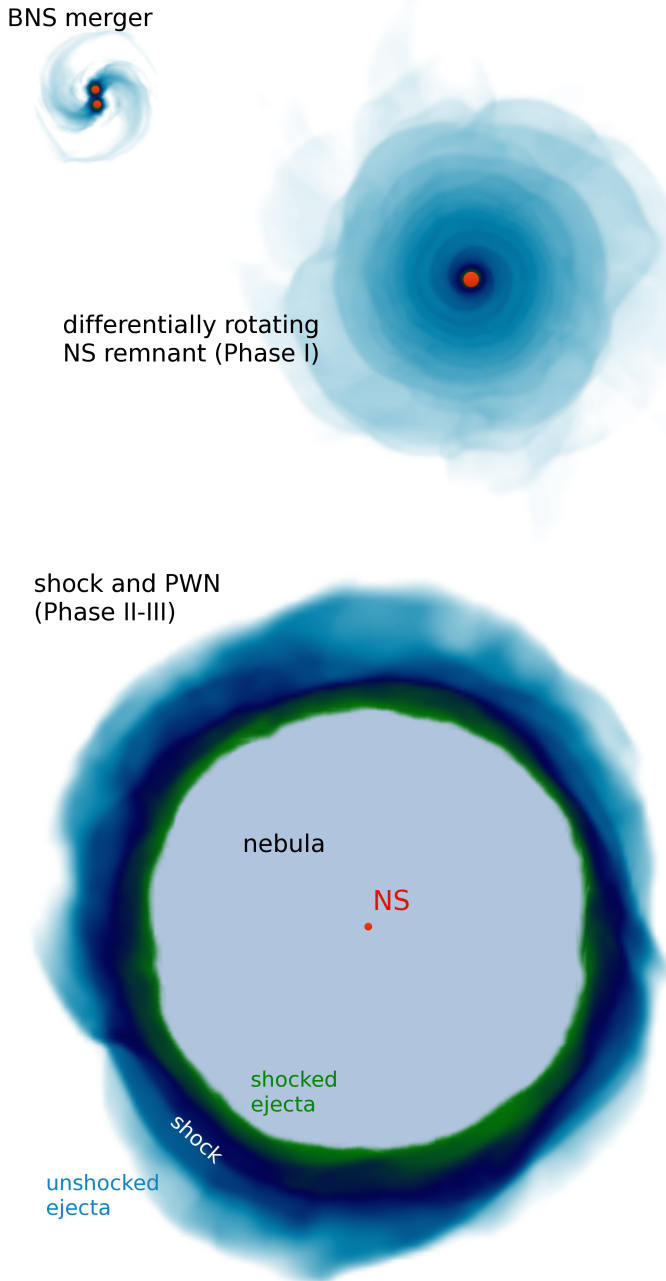 BNS merger
differentially rotating
NS remnant (Phase I)
shock and PWN
(Phase II-III)
nebula
NS
shocked
ejecta
shock
unshocked
ejecta